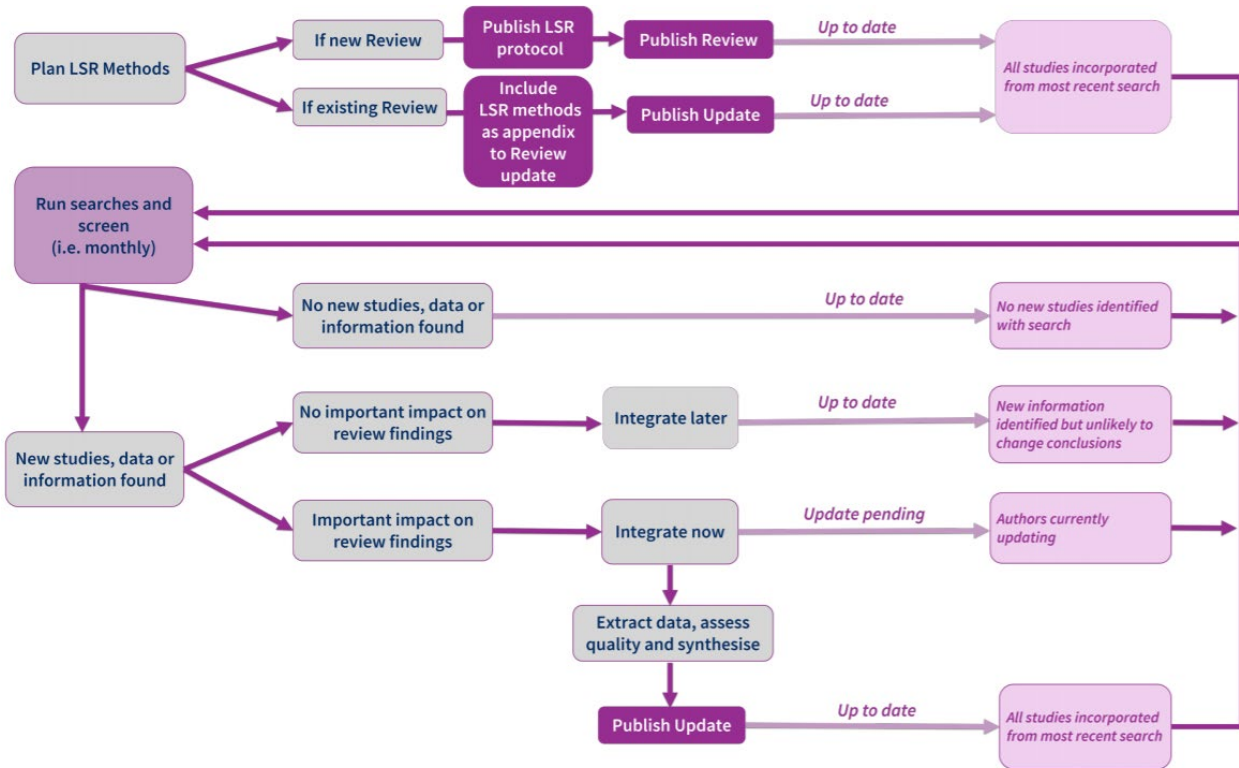 Plan LSR Methods
If new Review
Publish LSR
protocol
Publish Review
Up to date
All studies incorporated
from most recent search
If existing Review
Include
LSR methods
as appendix
to Review
update
Publish Update
Up to date
Run searches and
screen
(i.e. monthly)
No new studies, data or
information found
Up to date
No new studies identified
with search
New studies, data or
information found
No important impact on
review findings
Integrate later
Up to date
New information
identified but unlikely to
change conclusions
Important impact on
review findings
Integrate now
Update pending
Authors currently
updating
Extract data, assess
quality and synthesise
Publish Update
Up to date
All studies incorporated
from most recent search